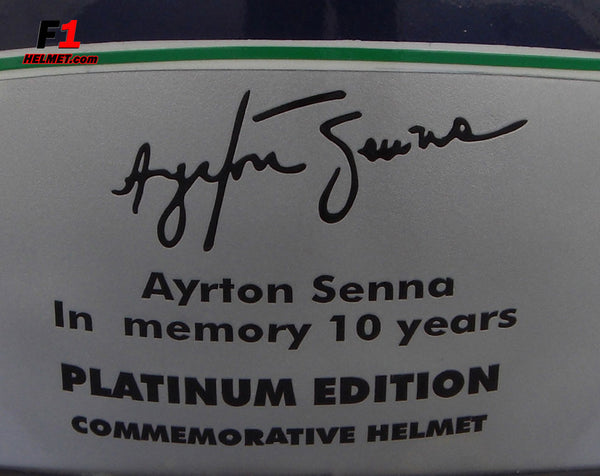 F1
HELMET.com
Ayrton Senna
Ayrton Senna
In memory 10 years
PLATINUM EDITION
COMMEMORATIVE HELMET